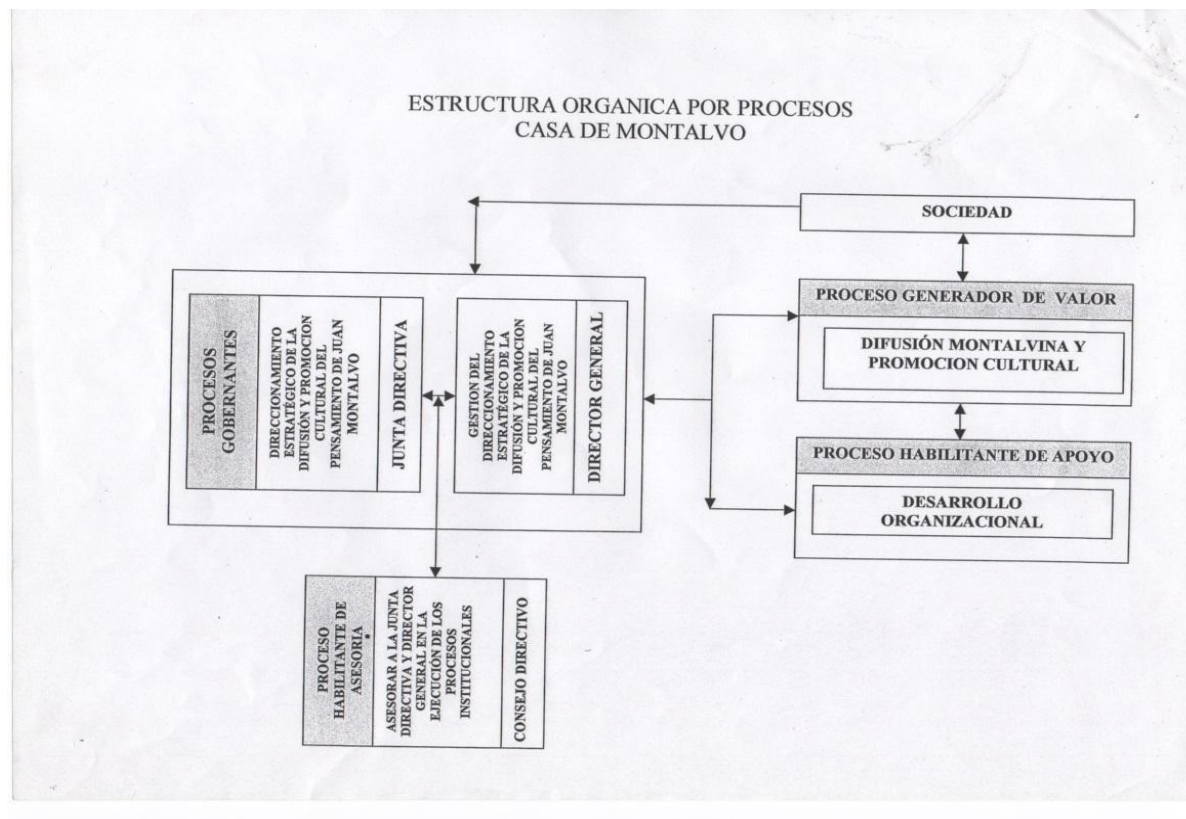 ESTRUCTURA ORGANICA POR PROCESOS
CASA DE MONTALVO
SOCIEDAD
PROCESOS
GOBERNANTES
DIRECCIONAMIENTO
ESTRATÉGICO DE LA
DIFUSIÓN Y PROMOCION
CULTURAL DEL
PENSAMIENTO DE JUAN
MONTALVO
JUNTA DIRECTIVA
GESTION DEL
DIRECCIONAMIENTO
ESTRATÉGICO DE LA
DIFUSIÓN Y PROMOCION
CULTURAL DEL
PENSAMIENTO DE JUAN
MONTALVO
DIRECTOR GENERAL
PROCESO GENERADOR DE VALOR
DIFUSIÓN MONTALVINA Y
PROMOCION CULTURAL
PROCESO HABILITANTE DE APOYO
DESARROLLO
ORGANIZACIONAL
PROCESO
HABILITANTE DE
ASESORIA
ASESORAR A LA JUNTA
DIRECTIVA Y DIRECTOR
GENERAL EN LA
EJECUCIÓN DE LOS
PROCESOS
INSTITUCIONALES
CONSEJO DIRECTIVO